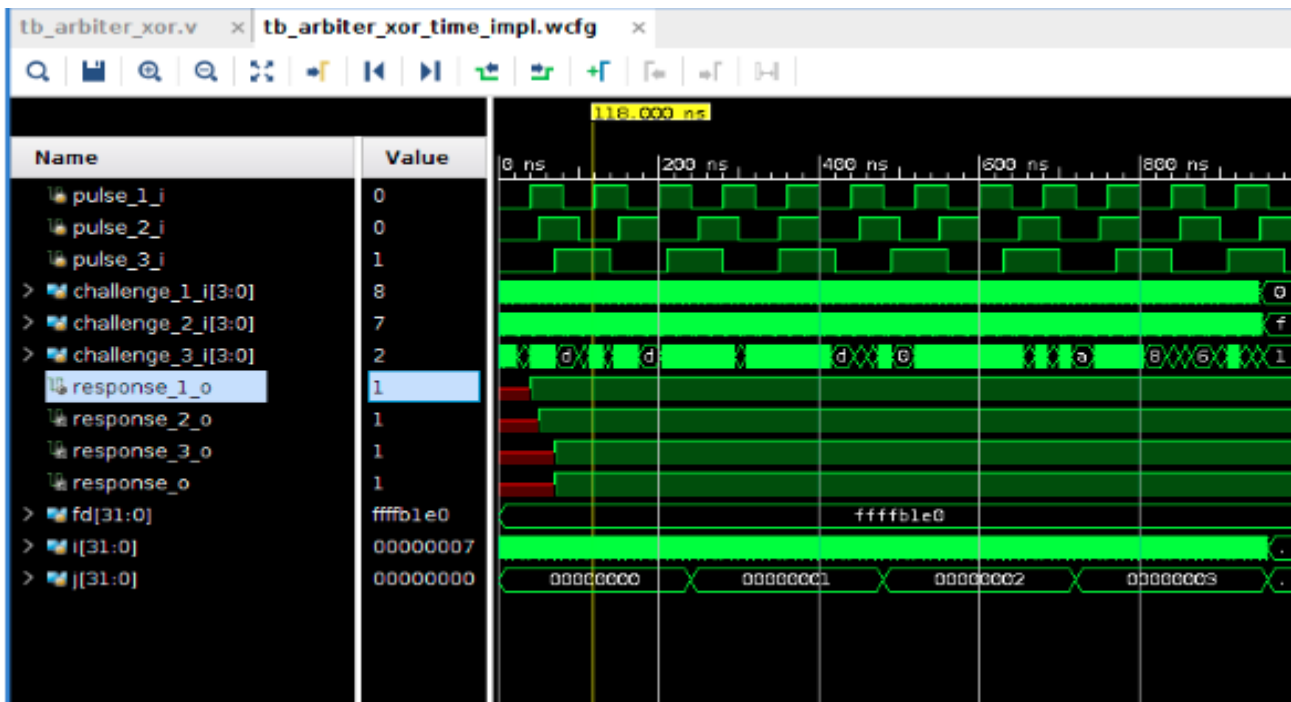 tb_arbiter_xor.v × tb_arbiter_xor_time_impl.wcfg ×
118.000 ns
Name Value 0 ns 200 ns 400 ns 600 ns 800 ns
pulse_1_i 0
pulse_2_i 0
pulse_3_i 1
challenge_1_i[3:0] 8 0
challenge_2_i[3:0] 7 f
challenge_3_i[3:0] 2 d d d 0 a 8 6 1
response_1_o 1
response_2_o 1
response_3_o 1
response_o 1
fd[31:0] ffffb1e0 ffffb1e0
i[31:0] 00000007 .
j[31:0] 00000000 00000000 00000001 00000002 00000003 .